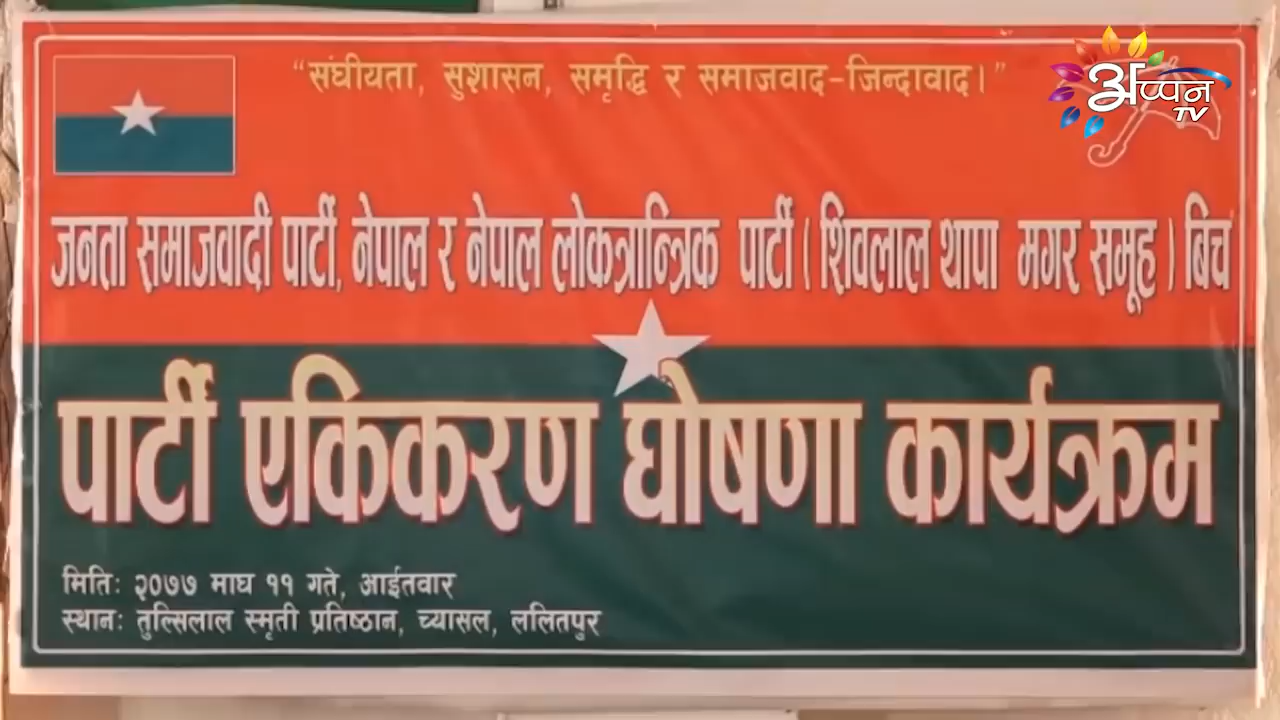 “संघीयता, सुशासन, समृद्धि र समाजवाद-जिन्दावाद।”
अप्पन
TV
जनता समाजवादी पार्टी, नेपाल र नेपाल लोकत्रान्त्रिक पार्टी ( शिवलाल थापा मगर समूह ) बिच
पार्टी एकिकरण घोषणा कार्यक्रम
मिति: २०७७ माघ ११ गते, आईतवार
स्थान: तुल्सिलाल स्मृती प्रतिष्ठान, च्यासल, ललितपुर